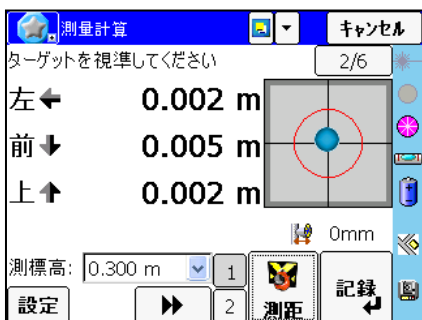 測量計算 キャンセル
ターゲットを視準してください 2/6
左← 0.002 m
前↓ 0.005 m
上↑ 0.002 m
0mm
測標高: 0.300 m 1
設定 2 測距 記録